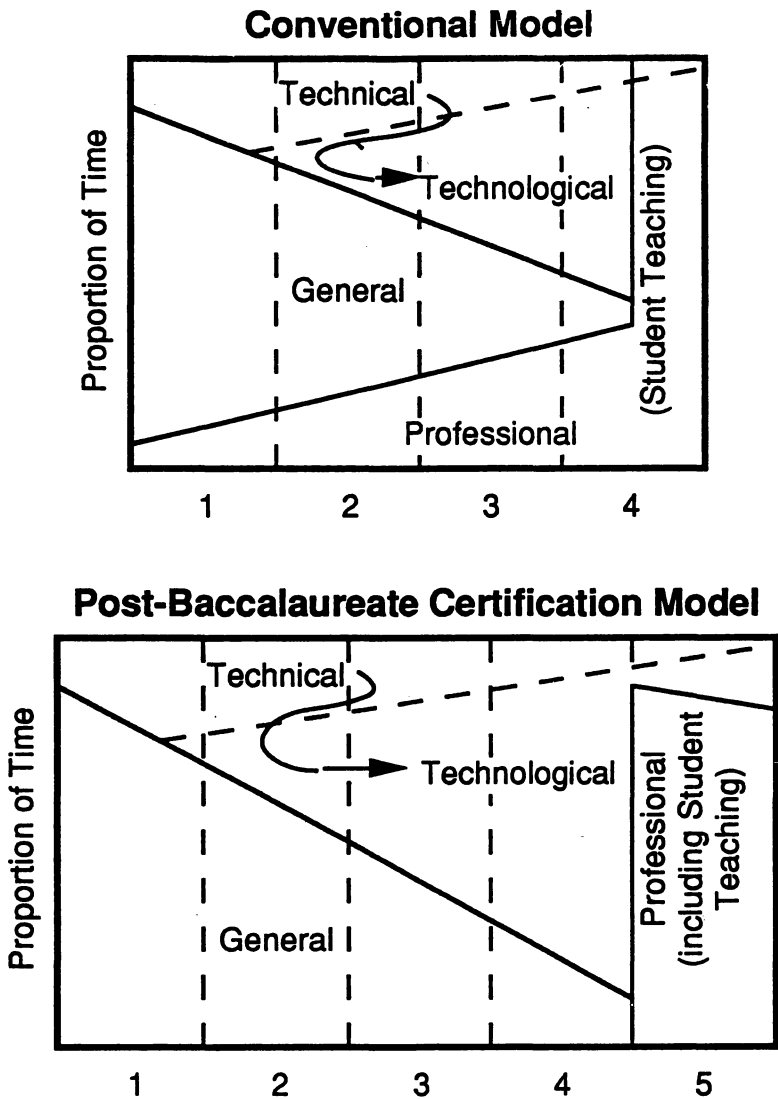 Conventional Model
Proportion of Time
Technical
Technological
General
Professional
(Student Teaching)
1 2 3 4
Post-Baccalaureate Certification Model
Proportion of Time
Technical
Technological
General
Professional
(including Student
Teaching)
1 2 3 4 5